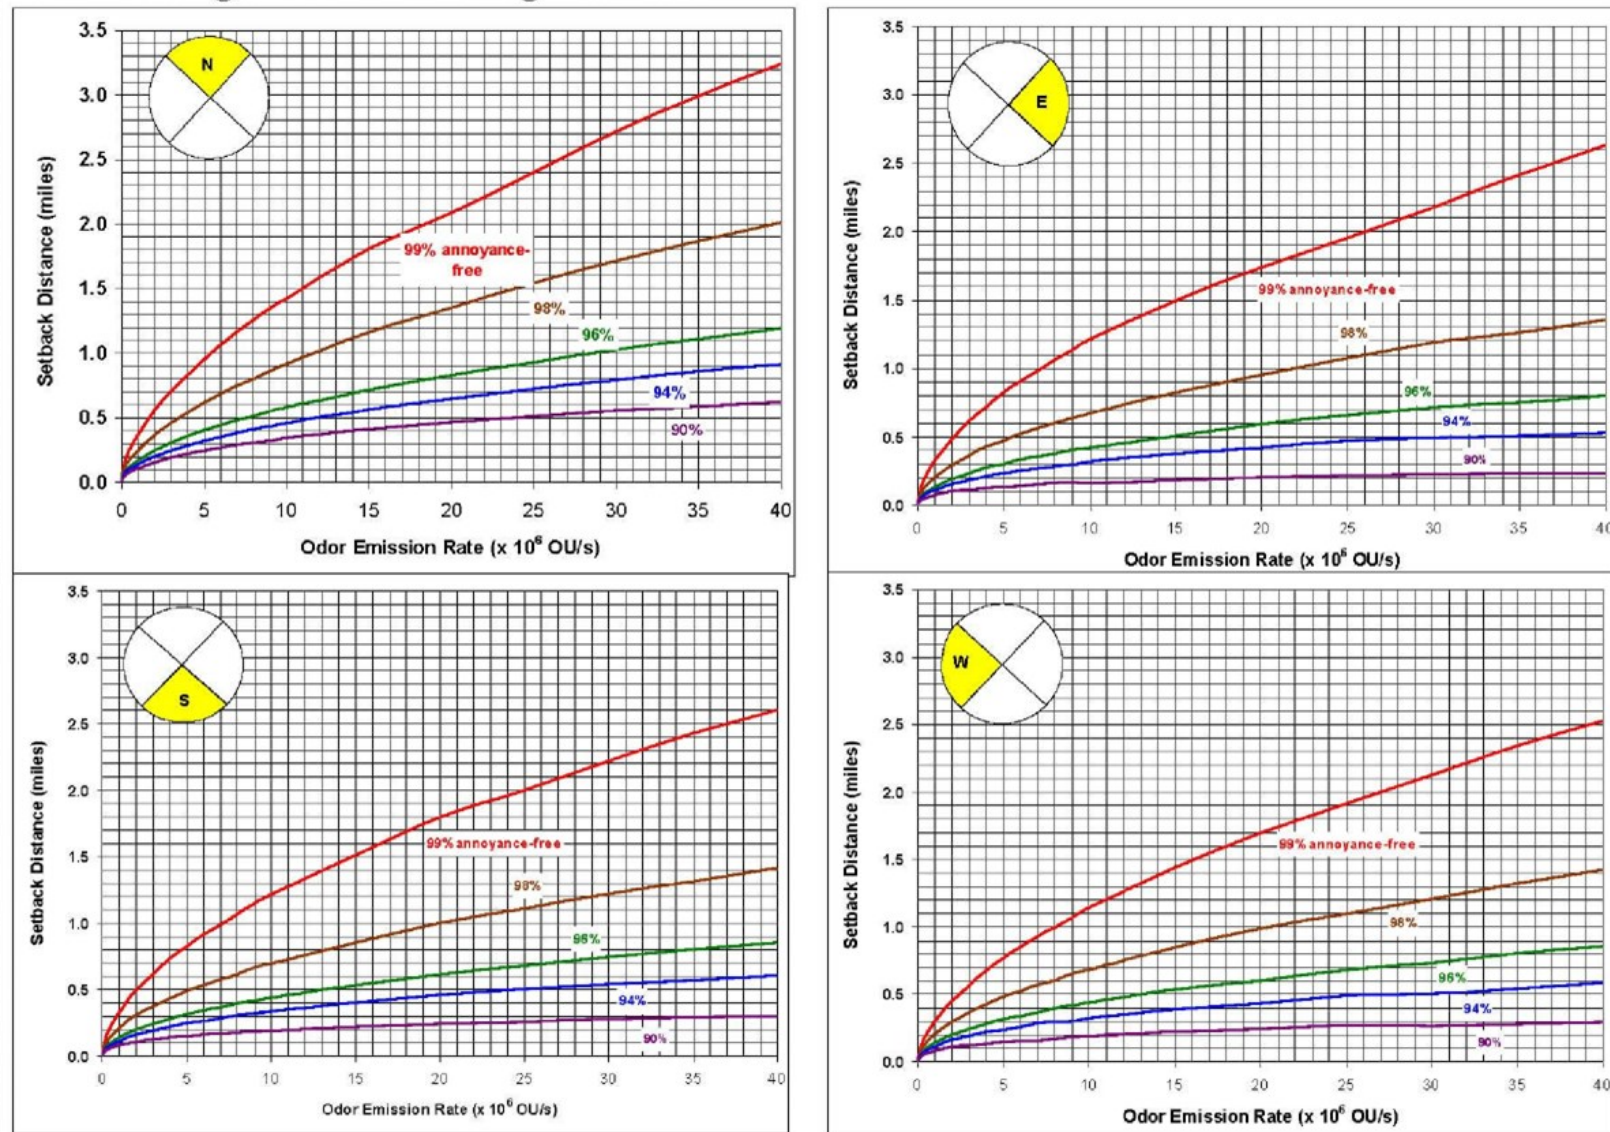 3.5
3.0
2.5
2.0
1.5
1.0
0.5
0.0
Setback Distance (miles)
N
99% annoyance-
free
98%
96%
94%
90%
0 5 10 15 20 25 30 35 40
Odor Emission Rate (x 10⁶ OU/s)
3.5
3.0
2.5
2.0
1.5
1.0
0.5
0.0
Setback Distance (miles)
E
99% annoyance-free
98%
96%
94%
90%
0 5 10 15 20 25 30 35 40
Odor Emission Rate (x 10⁶ OU/s)
3.5
3.0
2.5
2.0
1.5
1.0
0.5
0.0
Setback Distance (miles)
S
99% annoyance-free
98%
96%
94%
90%
0 5 10 15 20 25 30 35 40
Odor Emission Rate (x 10⁶ OU/s)
3.5
3.0
2.5
2.0
1.5
1.0
0.5
0.0
Setback Distance (miles)
W
99% annoyance-free
98%
96%
94%
90%
0 5 10 15 20 25 30 35 40
Odor Emission Rate (x 10⁶ OU/s)